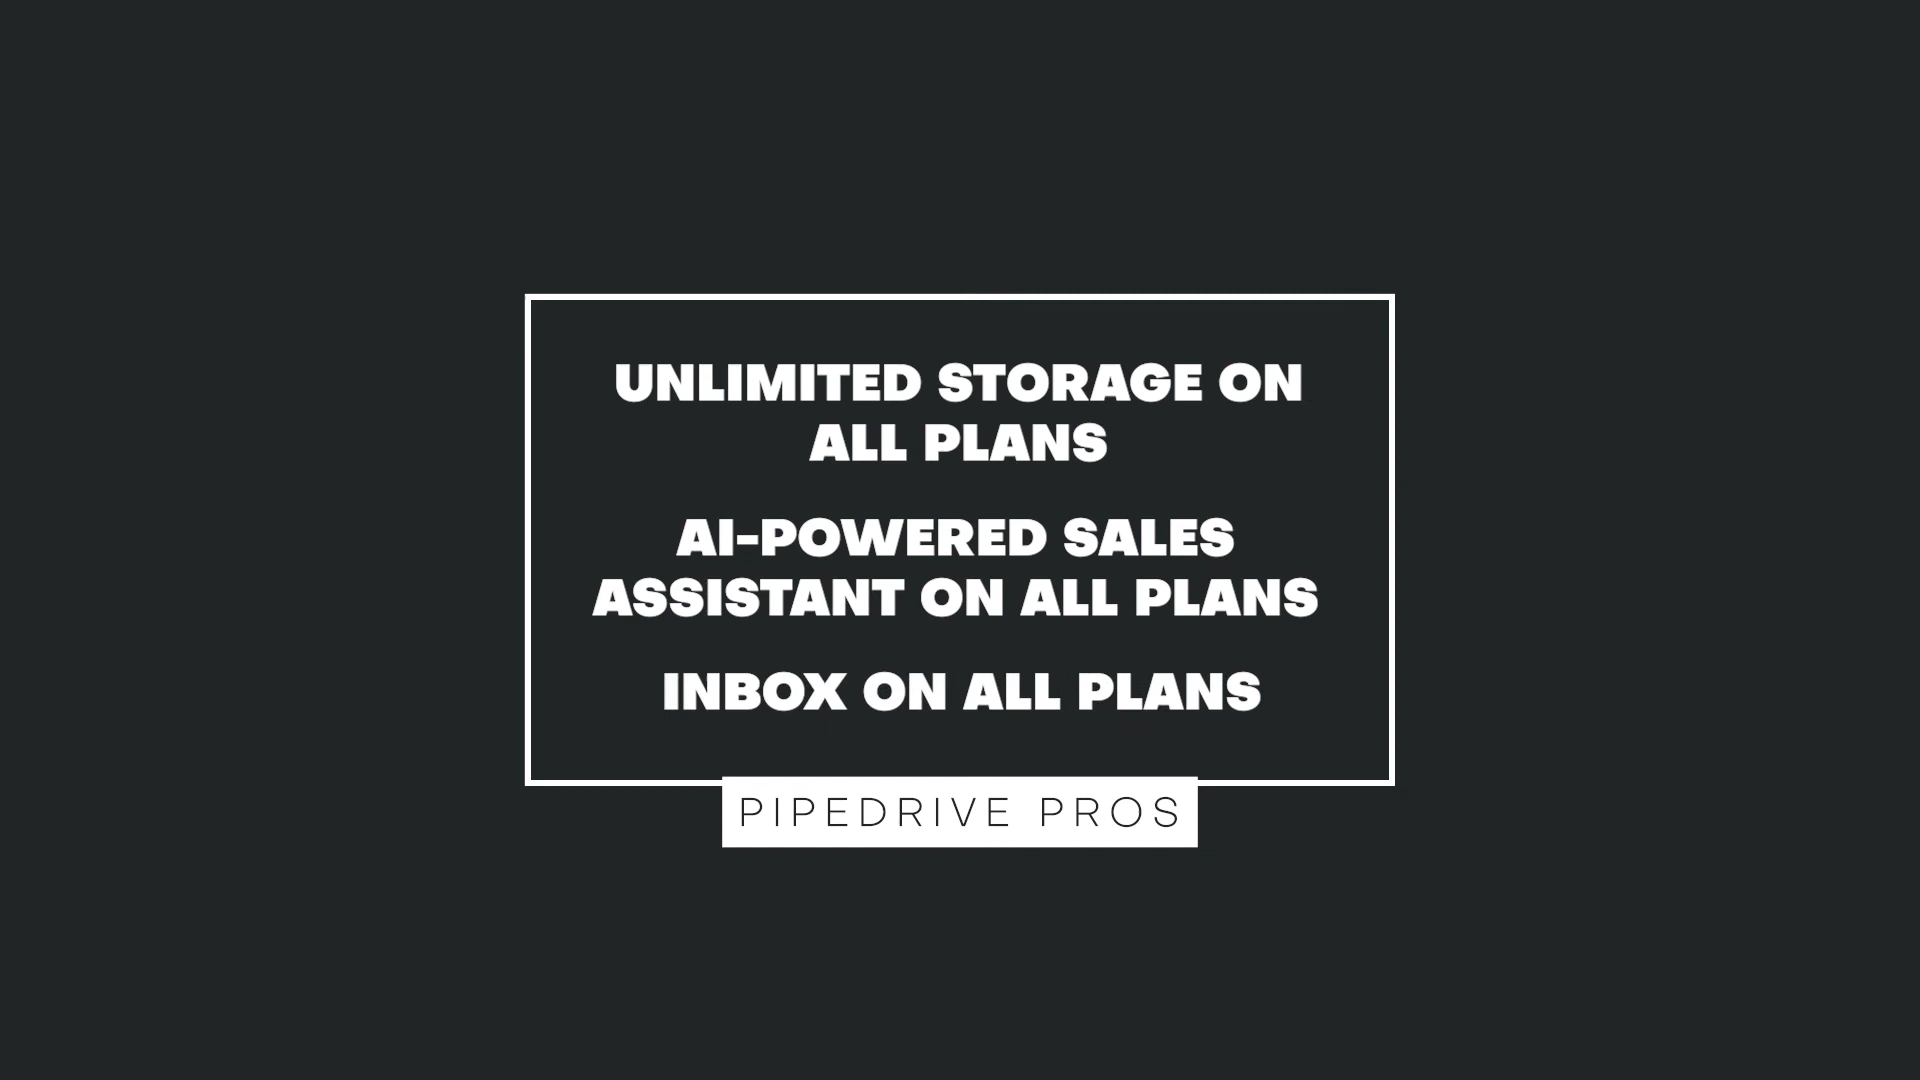 UNLIMITED STORAGE ON
ALL PLANS
AI-POWERED SALES
ASSISTANT ON ALL PLANS
INBOX ON ALL PLANS
PIPEDRIVE PROS